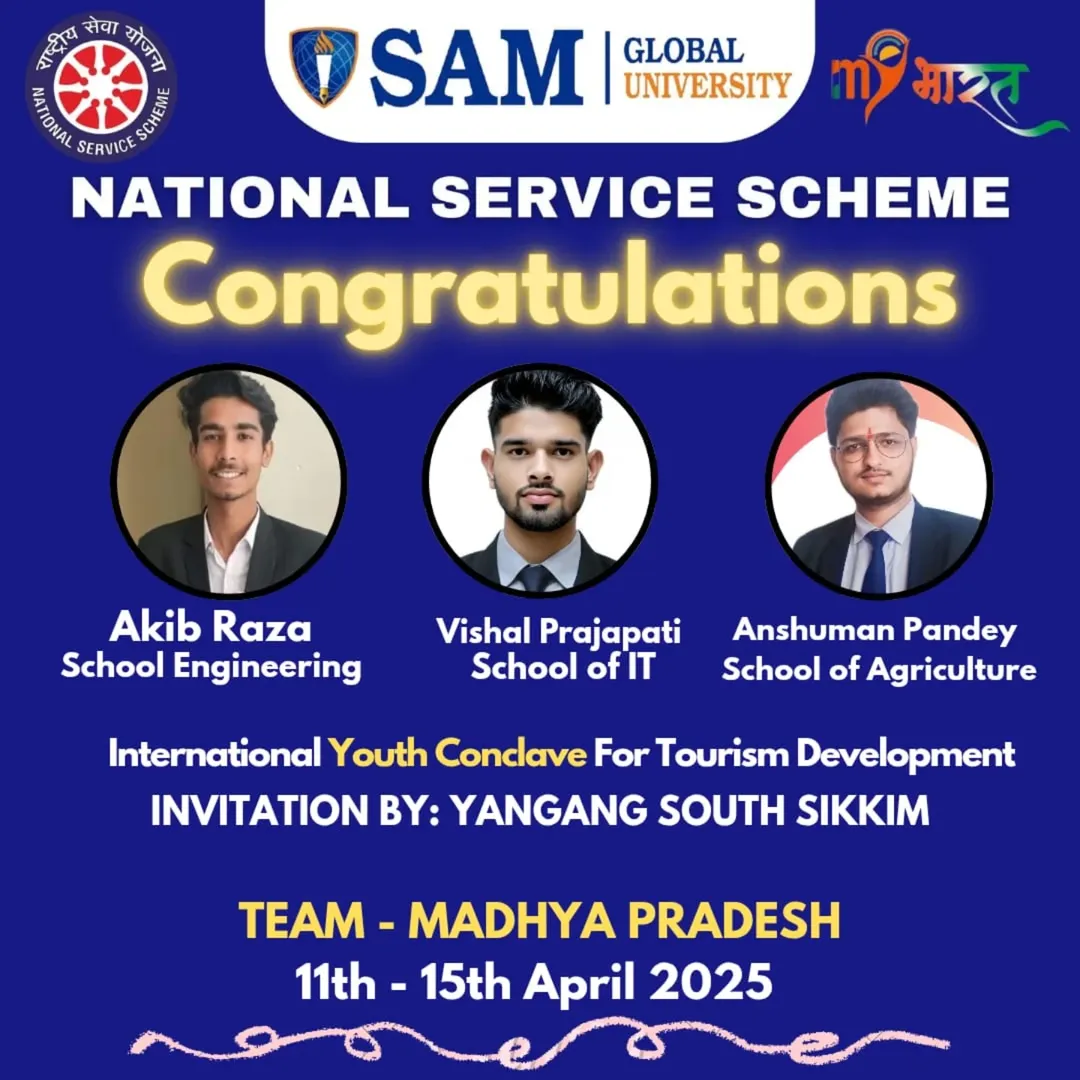 राष्ट्रीय सेवा योजना
NATIONAL SERVICE SCHEME
SAM GLOBAL UNIVERSITY
my भारत
NATIONAL SERVICE SCHEME
Congratulations
Akib Raza
School Engineering
Vishal Prajapati
School of IT
Anshuman Pandey
School of Agriculture
International Youth Conclave For Tourism Development
INVITATION BY: YANGANG SOUTH SIKKIM
TEAM - MADHYA PRADESH
11th - 15th April 2025